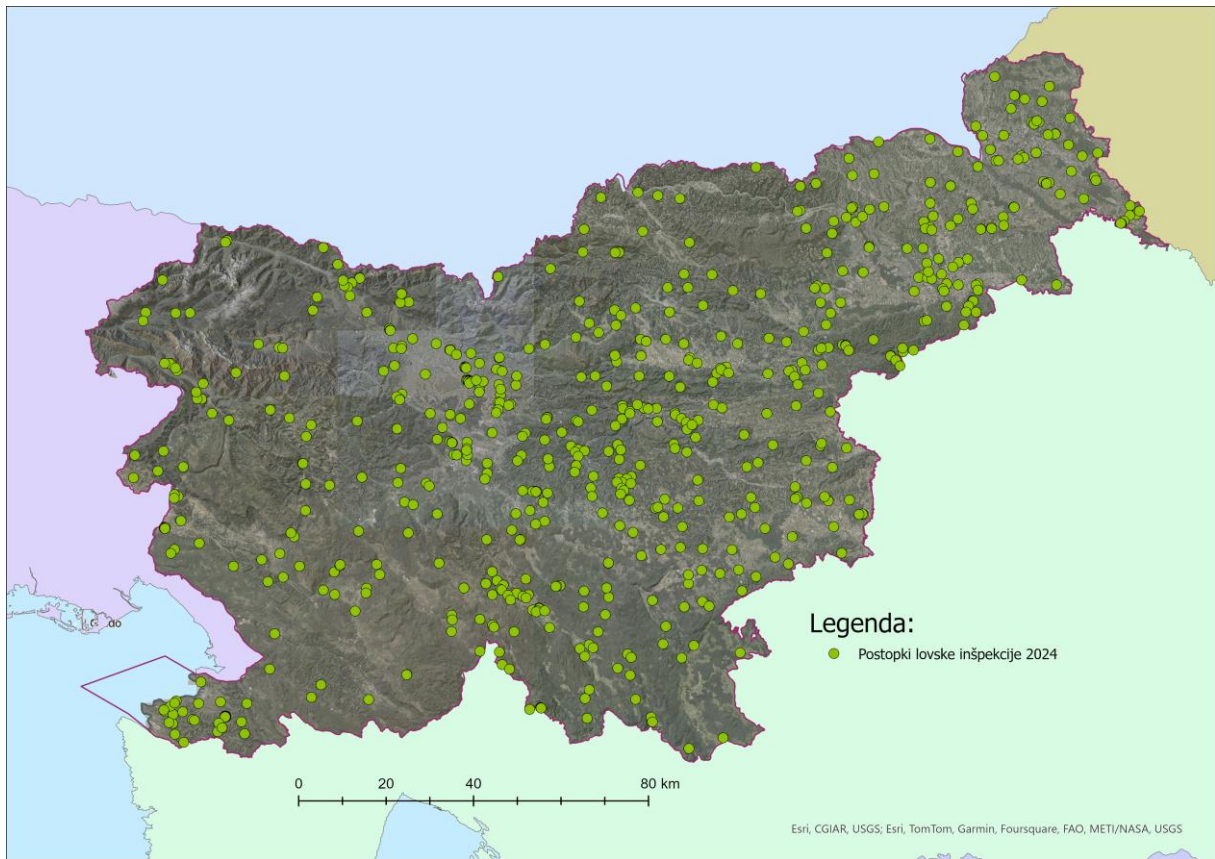 Legenda:
Postopki lovske inšpekcije 2024
0 20 40 80 km
Esri, CGIAR, USGS; Esri, TomTom, Garmin, Foursquare, FAO, METI/NASA, USGS